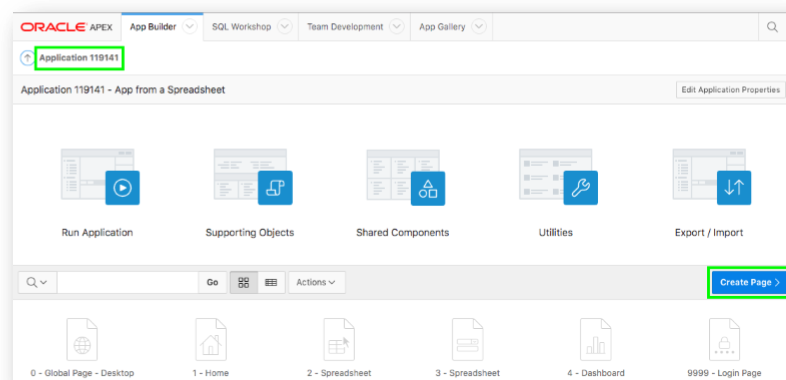 ORACLE APEX App Builder SQL Workshop Team Development App Gallery
Application 119141
Application 119141 - App from a Spreadsheet Edit Application Properties
Run Application Supporting Objects Shared Components Utilities Export / Import
Go Actions Create Page
0 - Global Page - Desktop 1 - Home 2 - Spreadsheet 3 - Spreadsheet 4 - Dashboard 9999 - Login Page